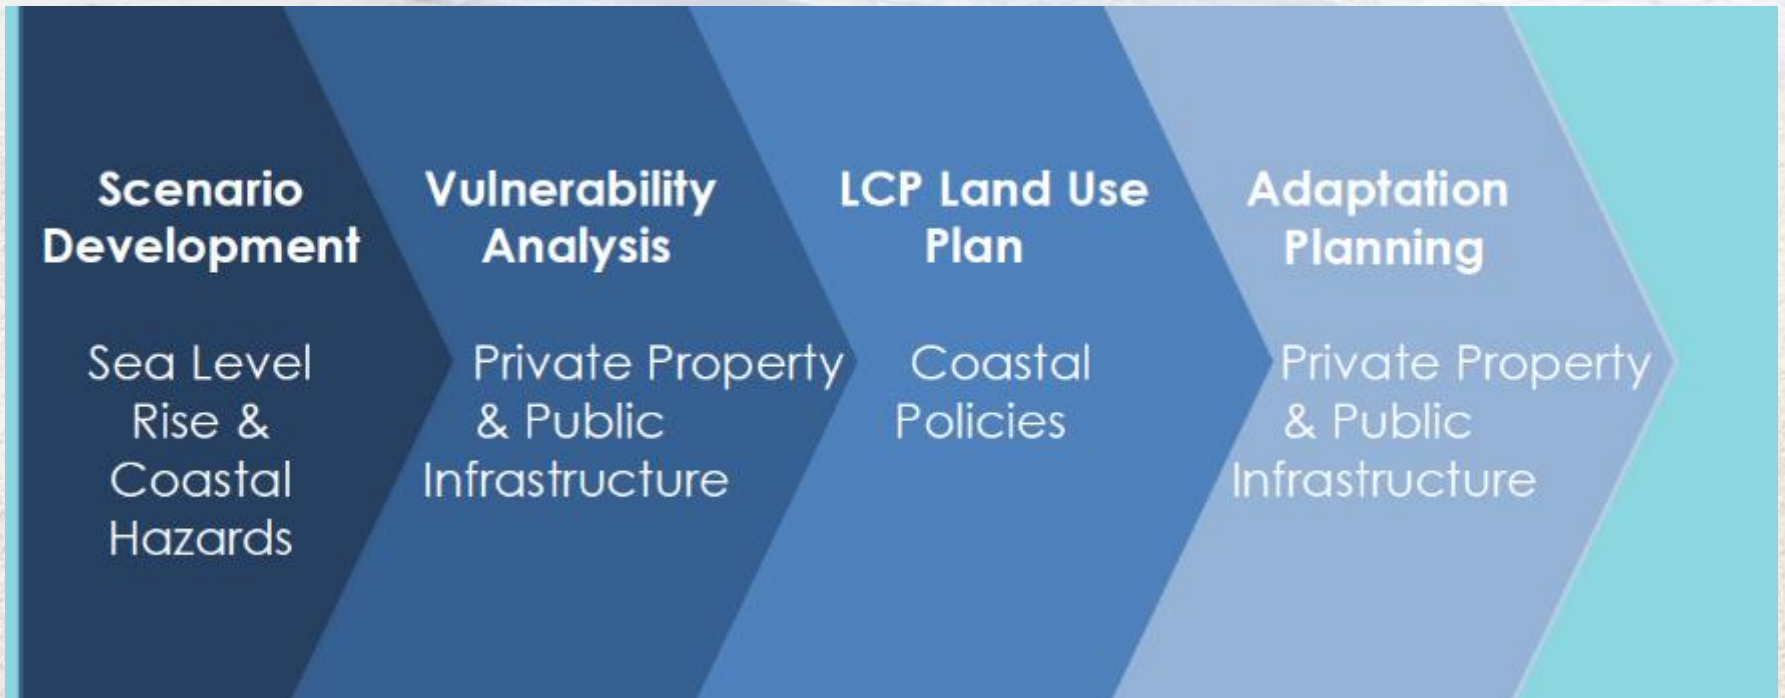 Scenario
Development
Sea Level
Rise &
Coastal
Hazards
Vulnerability
Analysis
Private Property
& Public
Infrastructure
LCP Land Use
Plan
Coastal
Policies
Adaptation
Planning
Private Property
& Public
Infrastructure